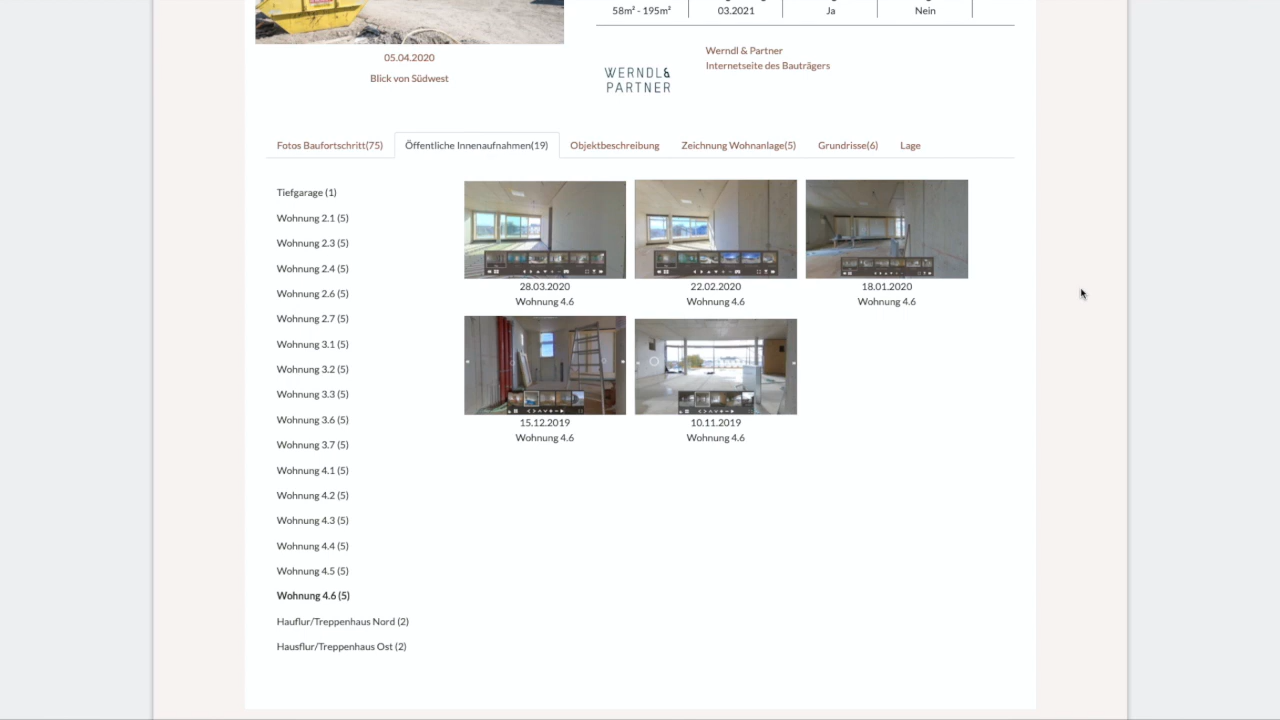 58m² - 195m²
03.2021
Ja
Nein
05.04.2020
Blick von Südwest
WERNDL&
PARTNER
Werndl & Partner
Internetseite des Bauträgers
Fotos Baufortschritt(75)
Öffentliche Innenaufnahmen(19)
Objektbeschreibung
Zeichnung Wohnanlage(5)
Grundrisse(6)
Lage
Tiefgarage (1)
Wohnung 2.1 (5)
Wohnung 2.3 (5)
Wohnung 2.4 (5)
Wohnung 2.6 (5)
Wohnung 2.7 (5)
Wohnung 3.1 (5)
Wohnung 3.2 (5)
Wohnung 3.3 (5)
Wohnung 3.6 (5)
Wohnung 3.7 (5)
Wohnung 4.1 (5)
Wohnung 4.2 (5)
Wohnung 4.3 (5)
Wohnung 4.4 (5)
Wohnung 4.5 (5)
Wohnung 4.6 (5)
Hauflur/Treppenhaus Nord (2)
Hausflur/Treppenhaus Ost (2)
28.03.2020
Wohnung 4.6
22.02.2020
Wohnung 4.6
18.01.2020
Wohnung 4.6
15.12.2019
Wohnung 4.6
10.11.2019
Wohnung 4.6